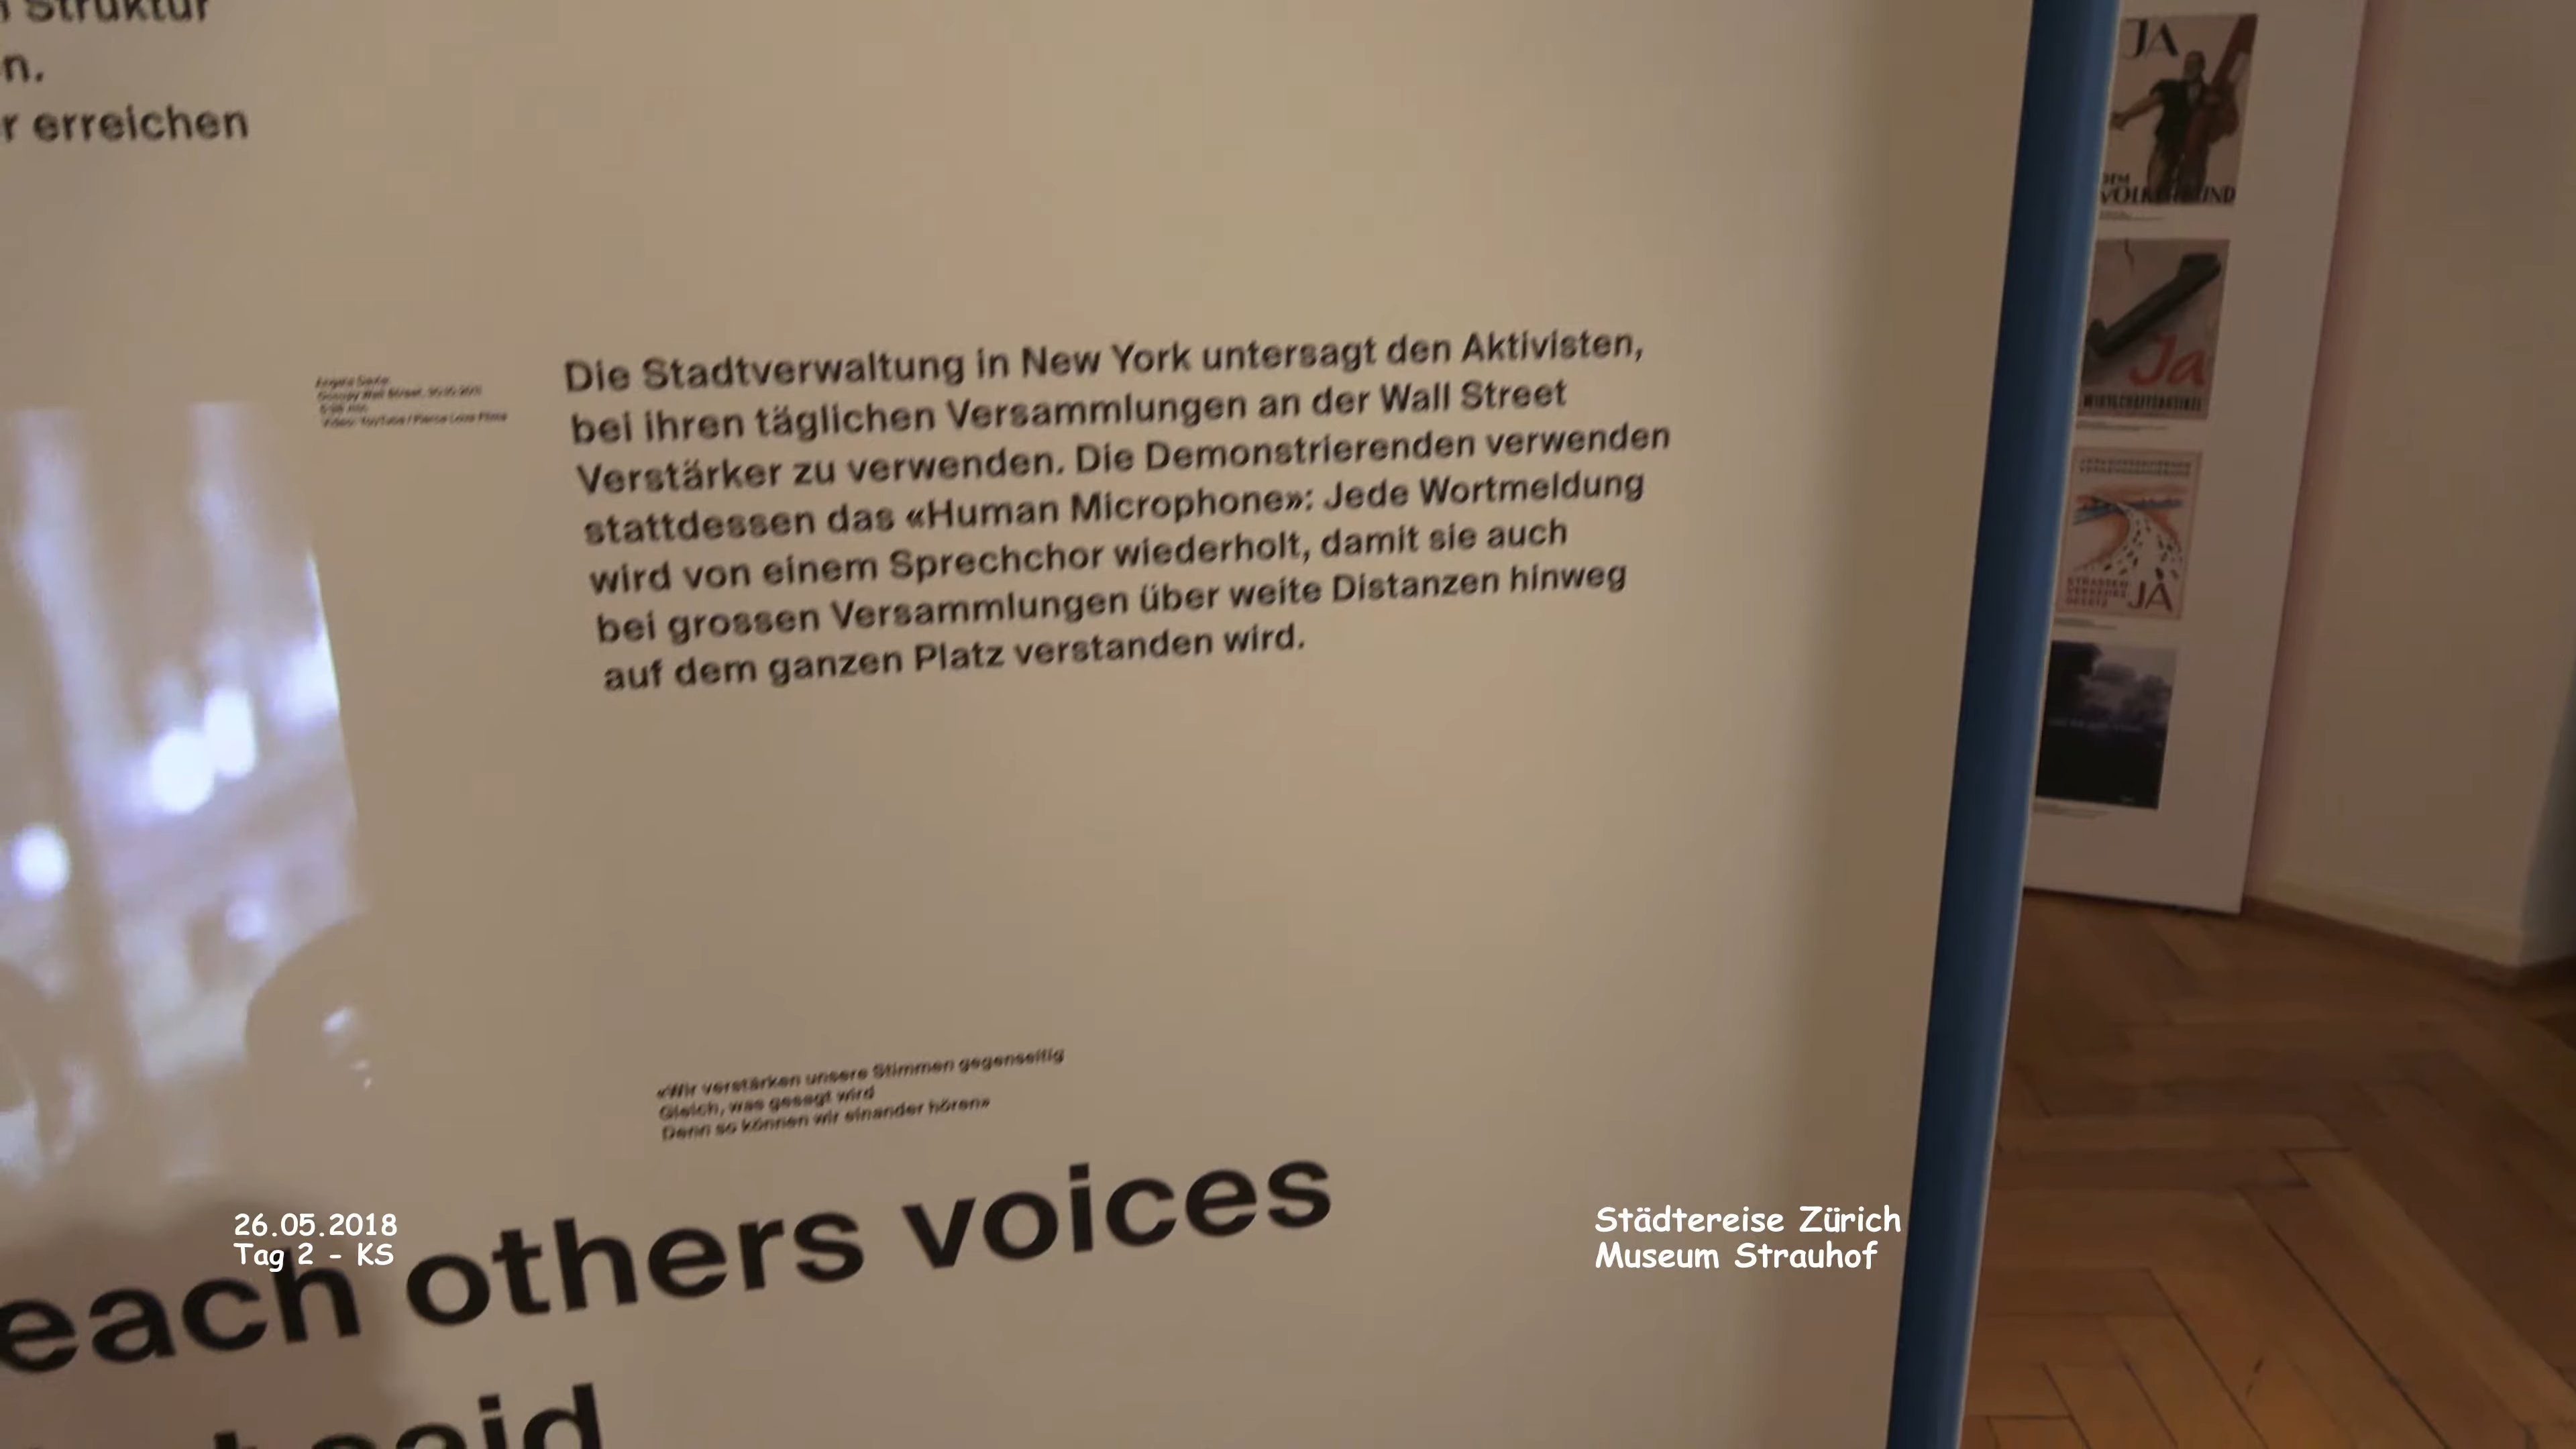 Struktur
n.
r erreichen
Die Stadtverwaltung in New York untersagt den Aktivisten,
bei ihren täglichen Versammlungen an der Wall Street
Verstärker zu verwenden. Die Demonstrierenden verwenden
stattdessen das «Human Microphone»: Jede Wortmeldung
wird von einem Sprechchor wiederholt, damit sie auch
bei grossen Versammlungen über weite Distanzen hinweg
auf dem ganzen Platz verstanden wird.
«Wir verstärken unsere Stimmen gegenseitig
Gleich, was gesagt wird
Denn so können wir einander hören»
each others voices
said
26.05.2018
Tag 2 - KS
Städtereise Zürich
Museum Strauhof
JA
DEM
Ja
WIRTSCHAFTSARTIKEL
JA